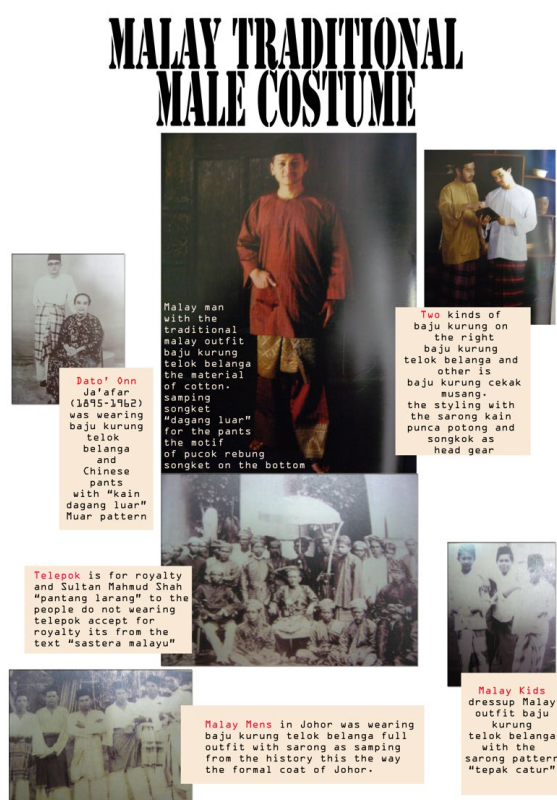 MALAY TRADITIONAL
MALE COSTUME
Malay man
with the
traditional
malay outfit
baju kurung
telok belanga
the material
of cotton.
samping
songket
"dagang luar"
for the pants
the motif
of pucok rebung
songket on the bottom
Two kinds of
baju kurung on
the right
baju kurung
telok belanga and
other is
baju kurung cekak
musang.
the styling with
the sarong kain
punca potong and
songkok as
head gear
Dato' Onn
Ja'afar
(1895-1962)
was wearing
baju kurung
telok
belanga
and
Chinese
pants
with "kain
dagang luar"
Muar pattern
Telepok is for royalty
and Sultan Mahmud Shah
"pantang larang" to the
people do not wearing
telepok accept for
royalty its from the
text "sastera malayu"
Malay Kids
dressup Malay
outfit baju
kurung
telok belanga
with the
sarong pattern
"tepak catur"
Malay Mens in Johor was wearing
baju kurung telok belanga full
outfit with sarong as samping
from the history this the way
the formal coat of Johor.